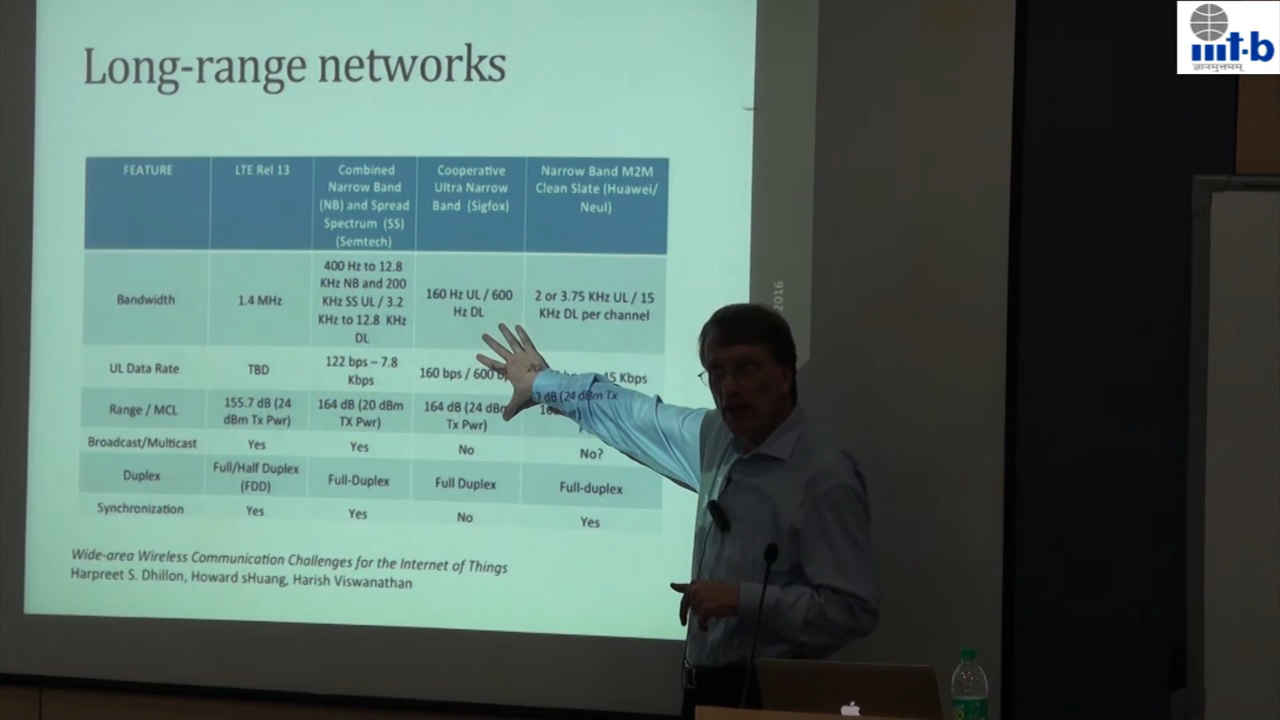 Long-range networks
FEATURE
LTE Rel 13
Combined
Narrow Band
(NB) and Spread
Spectrum (SS)
(Semtech)
Cooperative
Ultra Narrow
Band (Sigfox)
Narrow Band M2M
Clean Slate (Huawei/
Neul)
Bandwidth
1.4 MHz
400 Hz to 12.8
KHz NB and 200
KHz SS UL / 3.2
KHz to 12.8 KHz
DL
160 Hz UL / 600
Hz DL
2 or 3.75 KHz UL / 15
KHz DL per channel
UL Data Rate
TBD
122 bps – 7.8
Kbps
160 bps / 600
Kbps
Range / MCL
155.7 dB (24
dBm Tx Pwr)
164 dB (20 dBm
TX Pwr)
164 dB (24
Tx Pwr)
dB (24 dBm Tx
Broadcast/Multicast
Yes
Yes
No
No?
Duplex
Full/Half Duplex
(FDD)
Full-Duplex
Full Duplex
Full-duplex
Synchronization
Yes
Yes
No
Yes
Wide-area Wireless Communication Challenges for the Internet of Things
Harpreet S. Dhillon, Howard sHuang, Harish Viswanathan
2016
iiit-b
ज्ञानमुत्तमम्